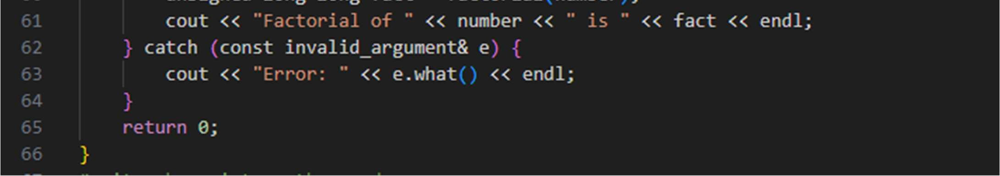 61 cout << "Factorial of " << number << " is " << fact << endl;
62 } catch (const invalid_argument& e) {
63 cout << "Error: " << e.what() << endl;
64 }
65 return 0;
66 }